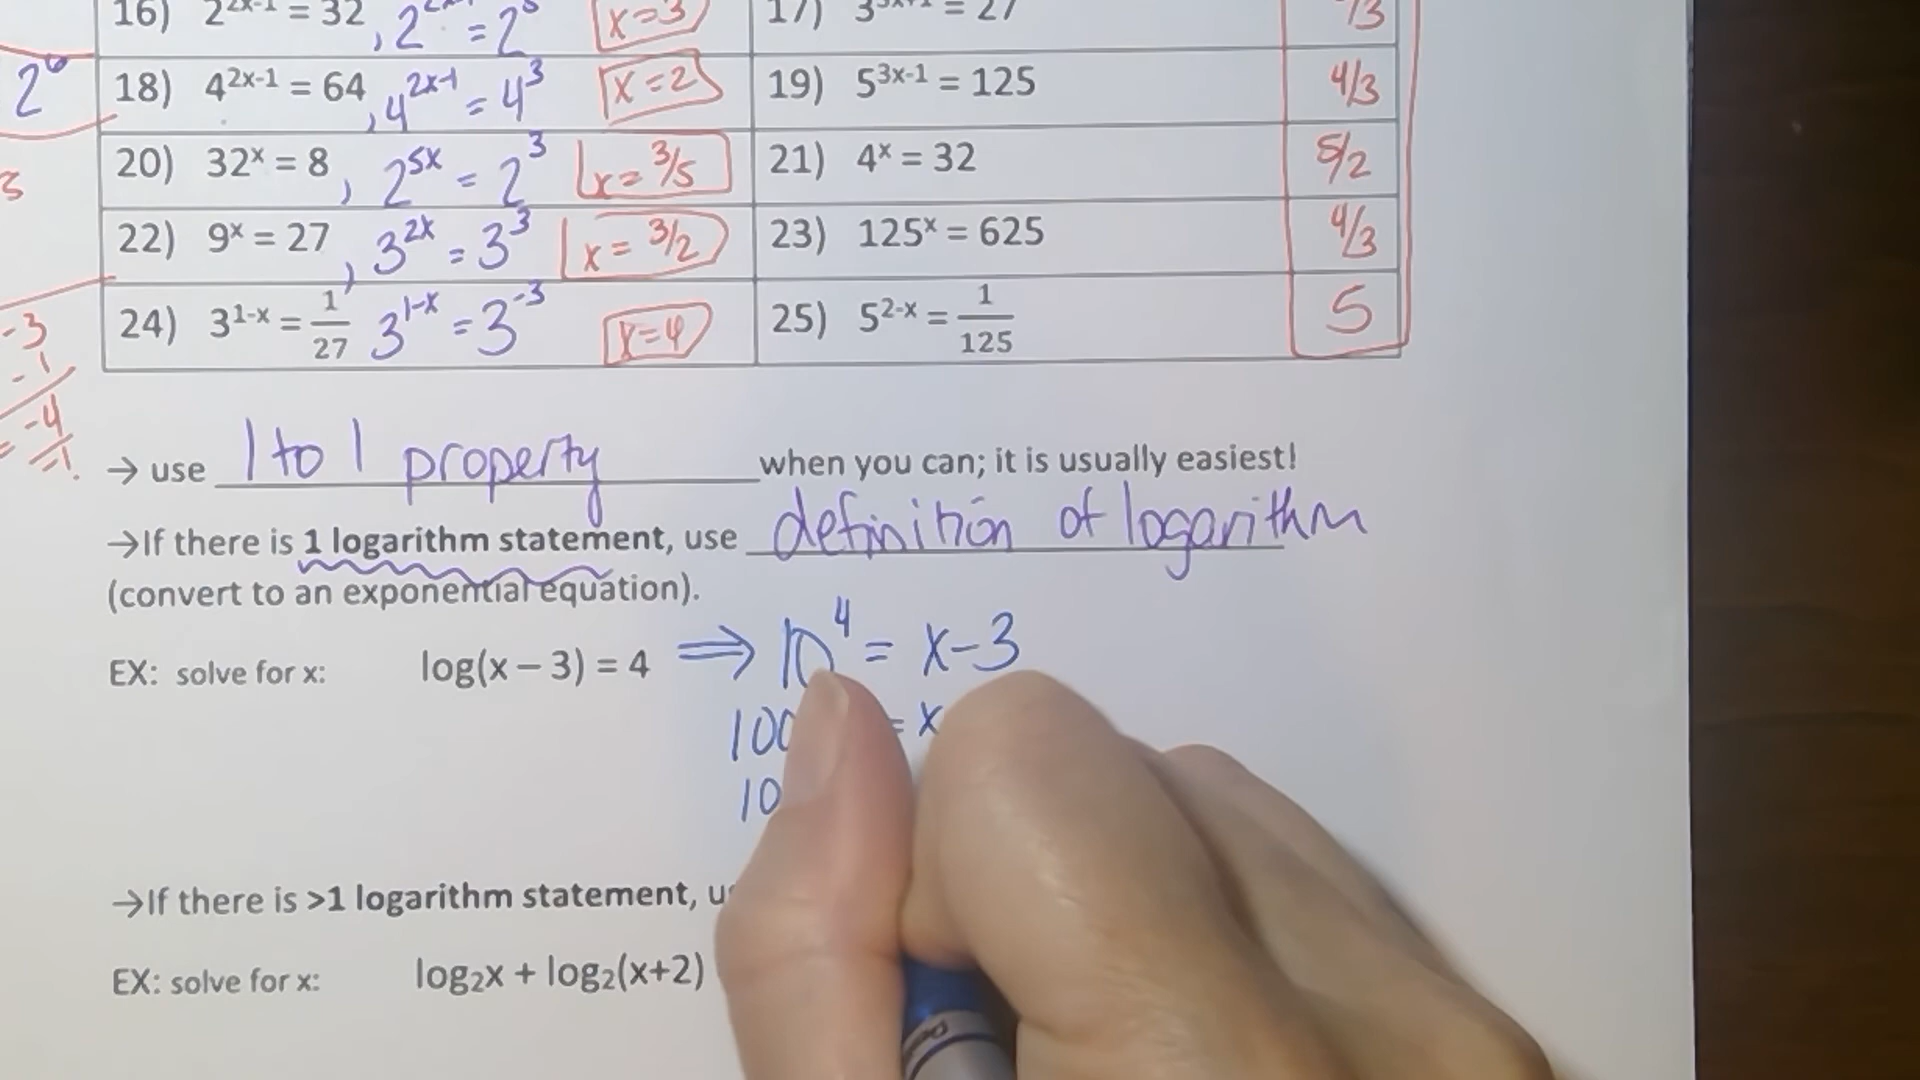 16) 2^2x-1 = 32 , 2 = 2 x=3 17) 3 = 27 /3
2^6 18) 4^2x-1 = 64 , 4^2x-1 = 4^3 x=2 19) 5^3x-1 = 125 4/3
3 20) 32^x = 8 , 2^5x = 2^3 x = 3/5 21) 4^x = 32 5/2
22) 9^x = 27 , 3^2x = 3^3 x = 3/2 23) 125^x = 625 4/3
24) 3^1-x = 1/27 , 3^1-x = 3^-3 x=4 25) 5^2-x = 1/125 5
-3
-1
= -4
-1
→ use 1 to 1 property when you can; it is usually easiest!
→If there is 1 logarithm statement, use definition of logarithm
(convert to an exponential equation).
EX: solve for x: log(x – 3) = 4 ⟹ 10^4 = x-3
100 = x
10
→If there is >1 logarithm statement,
EX: solve for x: log₂x + log₂(x+2)